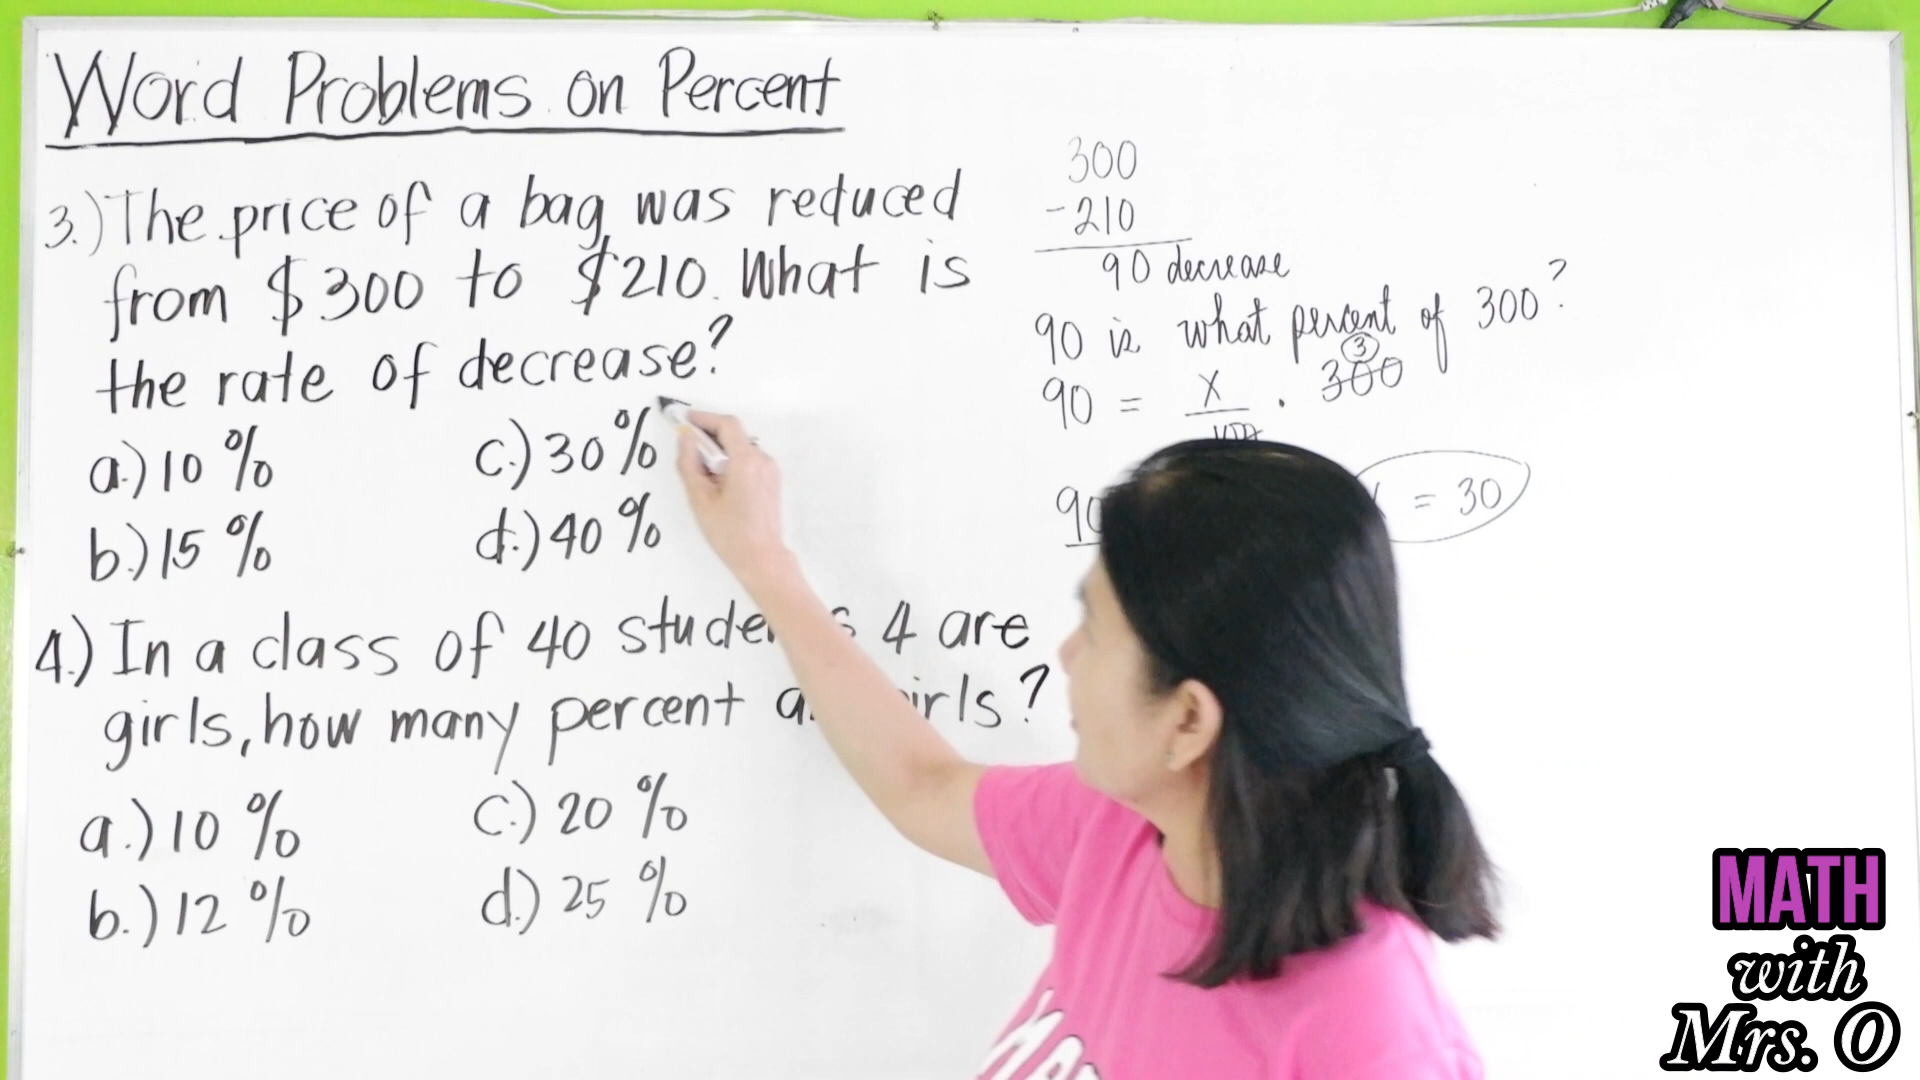 Word Problems on Percent
3.) The price of a bag was reduced
from $300 to $210. What is
the rate of decrease?
a.) 10 %
c.) 30 %
b.) 15 %
d.) 40 %
4.) In a class of 40 4 are
girls, how many percent ?
a.) 10 %
c.) 20 %
b.) 12 %
d.) 25 %
300
-210
90 decrease
90 is what percent of 300?
3
90 = X . 300
100
90 = 30
MATH
with
Mrs. O